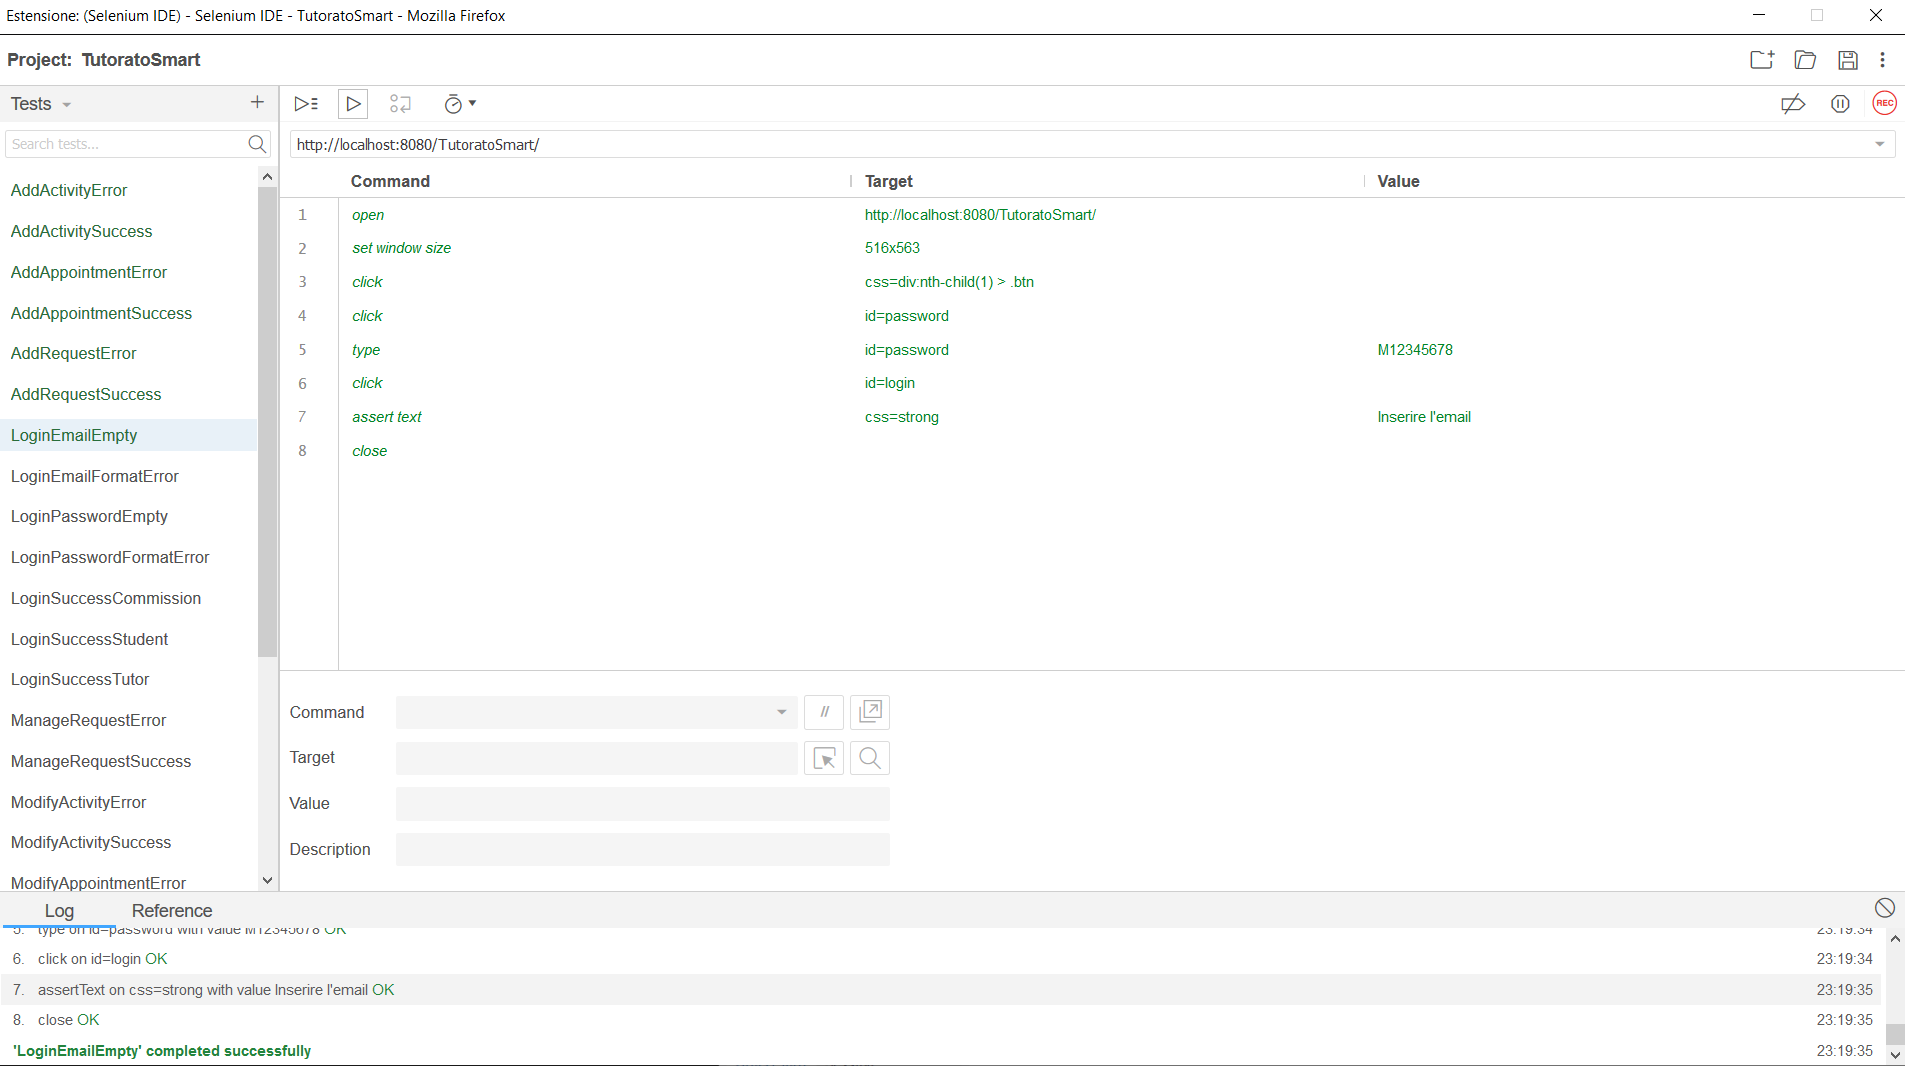 Estensione: (Selenium IDE) - Selenium IDE - TutoratoSmart - Mozilla Firefox
Project: TutoratoSmart
Tests
REC
Search tests...
http://localhost:8080/TutoratoSmart/
Command Target Value
AddActivityError
AddActivitySuccess
AddAppointmentError
AddAppointmentSuccess
AddRequestError
AddRequestSuccess
LoginEmailEmpty
LoginEmailFormatError
LoginPasswordEmpty
LoginPasswordFormatError
LoginSuccessCommission
LoginSuccessStudent
LoginSuccessTutor
ManageRequestError
ManageRequestSuccess
ModifyActivityError
ModifyActivitySuccess
ModifyAppointmentError
1 open http://localhost:8080/TutoratoSmart/
2 set window size 516x563
3 click css=div:nth-child(1) > .btn
4 click id=password
5 type id=password M12345678
6 click id=login
7 assert text css=strong Inserire l'email
8 close
Command //
Target
Value
Description
Log Reference
5. type on id=password with value M12345678 OK 23:19:34
6. click on id=login OK 23:19:34
7. assertText on css=strong with value Inserire l'email OK 23:19:35
8. close OK 23:19:35
'LoginEmailEmpty' completed successfully 23:19:35